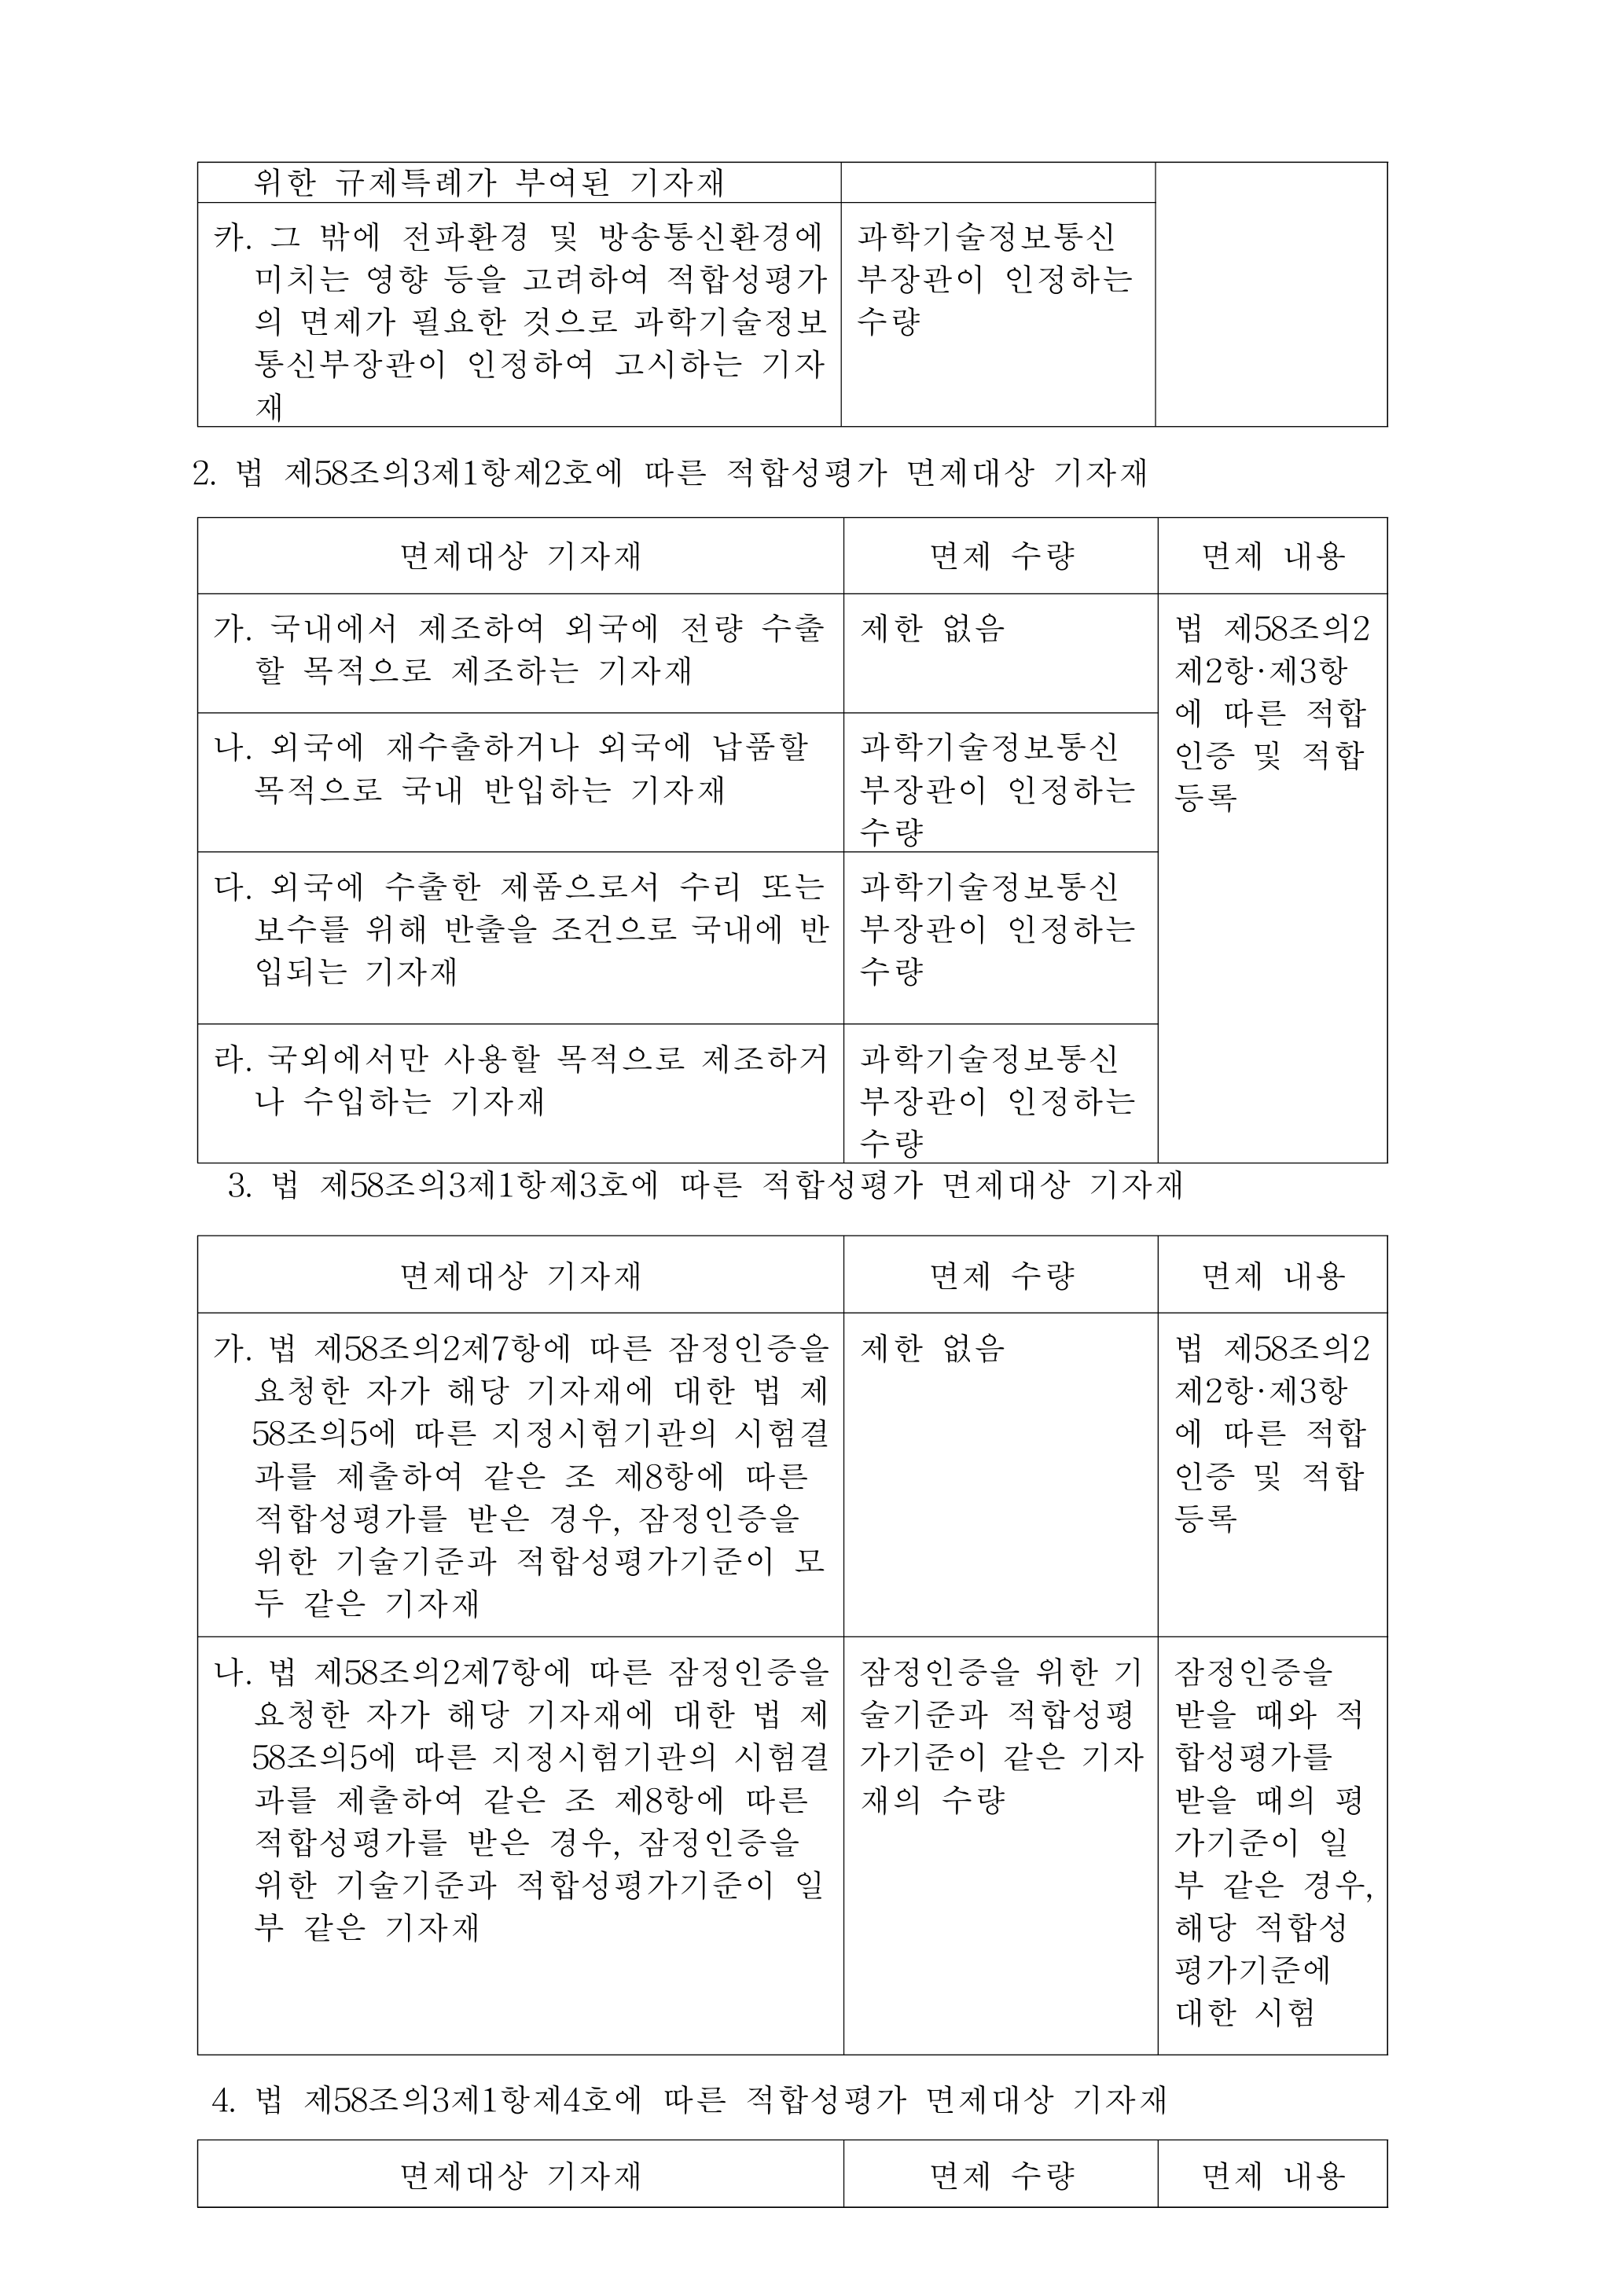 위한 규제특례가 부여된 기자재
카. 그 밖에 전파환경 및 방송통신환경에
미치는 영향 등을 고려하여 적합성평가
의 면제가 필요한 것으로 과학기술정보
통신부장관이 인정하여 고시하는 기자
재
과학기술정보통신
부장관이 인정하는
수량
2. 법 제58조의3제1항제2호에 따른 적합성평가 면제대상 기자재
면제대상 기자재
면제 수량
면제 내용
가. 국내에서 제조하여 외국에 전량 수출
할 목적으로 제조하는 기자재
제한 없음
법 제58조의2
제2항·제3항
에 따른 적합
인증 및 적합
등록
나. 외국에 재수출하거나 외국에 납품할
목적으로 국내 반입하는 기자재
과학기술정보통신
부장관이 인정하는
수량
다. 외국에 수출한 제품으로서 수리 또는
보수를 위해 반출을 조건으로 국내에 반
입되는 기자재
과학기술정보통신
부장관이 인정하는
수량
라. 국외에서만 사용할 목적으로 제조하거
나 수입하는 기자재
과학기술정보통신
부장관이 인정하는
수량
3. 법 제58조의3제1항제3호에 따른 적합성평가 면제대상 기자재
면제대상 기자재
면제 수량
면제 내용
가. 법 제58조의2제7항에 따른 잠정인증을
요청한 자가 해당 기자재에 대한 법 제
58조의5에 따른 지정시험기관의 시험결
과를 제출하여 같은 조 제8항에 따른
적합성평가를 받은 경우, 잠정인증을
위한 기술기준과 적합성평가기준이 모
두 같은 기자재
제한 없음
법 제58조의2
제2항·제3항
에 따른 적합
인증 및 적합
등록
나. 법 제58조의2제7항에 따른 잠정인증을
요청한 자가 해당 기자재에 대한 법 제
58조의5에 따른 지정시험기관의 시험결
과를 제출하여 같은 조 제8항에 따른
적합성평가를 받은 경우, 잠정인증을
위한 기술기준과 적합성평가기준이 일
부 같은 기자재
잠정인증을 위한 기
술기준과 적합성평
가기준이 같은 기자
재의 수량
잠정인증을
받을 때와 적
합성평가를
받을 때의 평
가기준이 일
부 같은 경우,
해당 적합성
평가기준에
대한 시험
4. 법 제58조의3제1항제4호에 따른 적합성평가 면제대상 기자재
면제대상 기자재
면제 수량
면제 내용